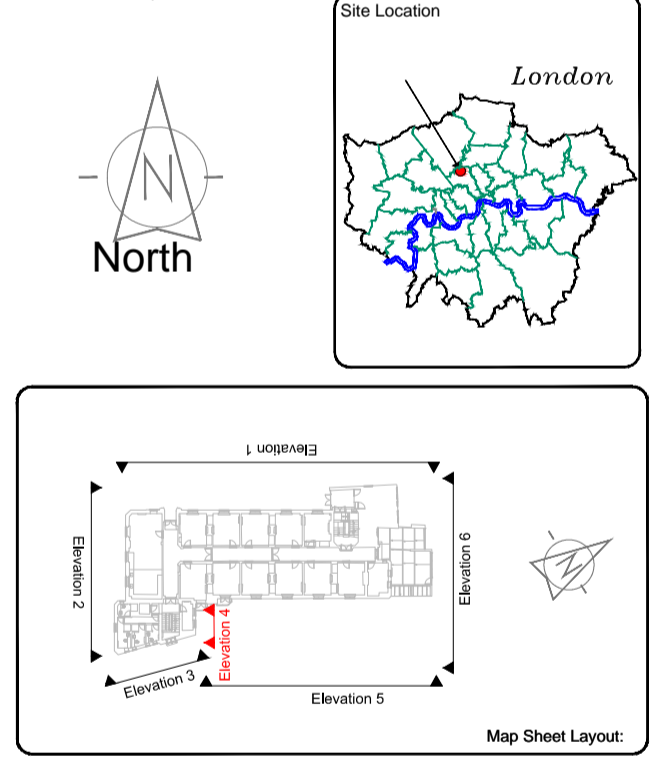 Site Location
London
N
North
Elevation 1
Elevation 2
Elevation 6
Elevation 4
Elevation 3
Elevation 5
N
Map Sheet Layout: